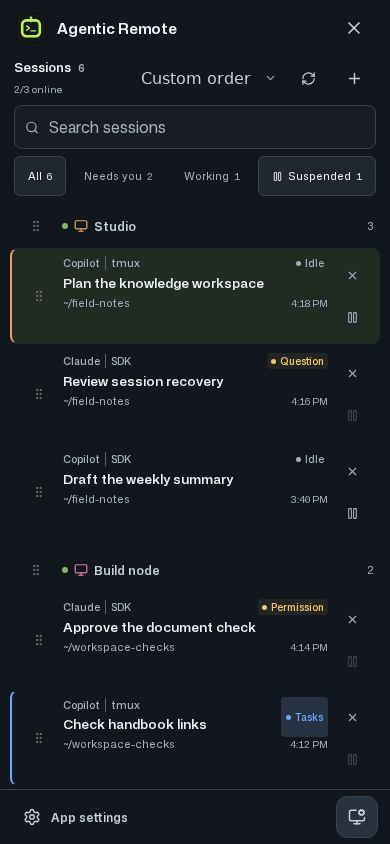 Agentic Remote
Sessions 6
2/3 online
Custom order
Search sessions
All 6
Needs you 2
Working 1
Suspended 1
Studio 3
Copilot | tmux
Idle
Plan the knowledge workspace
~/field-notes
4:18 PM
Claude | SDK
Question
Review session recovery
~/field-notes
4:16 PM
Copilot | SDK
Idle
Draft the weekly summary
~/field-notes
3:40 PM
Build node 2
Claude | SDK
Permission
Approve the document check
~/workspace-checks
4:14 PM
Copilot | tmux
Tasks
Check handbook links
~/workspace-checks
4:12 PM
App settings